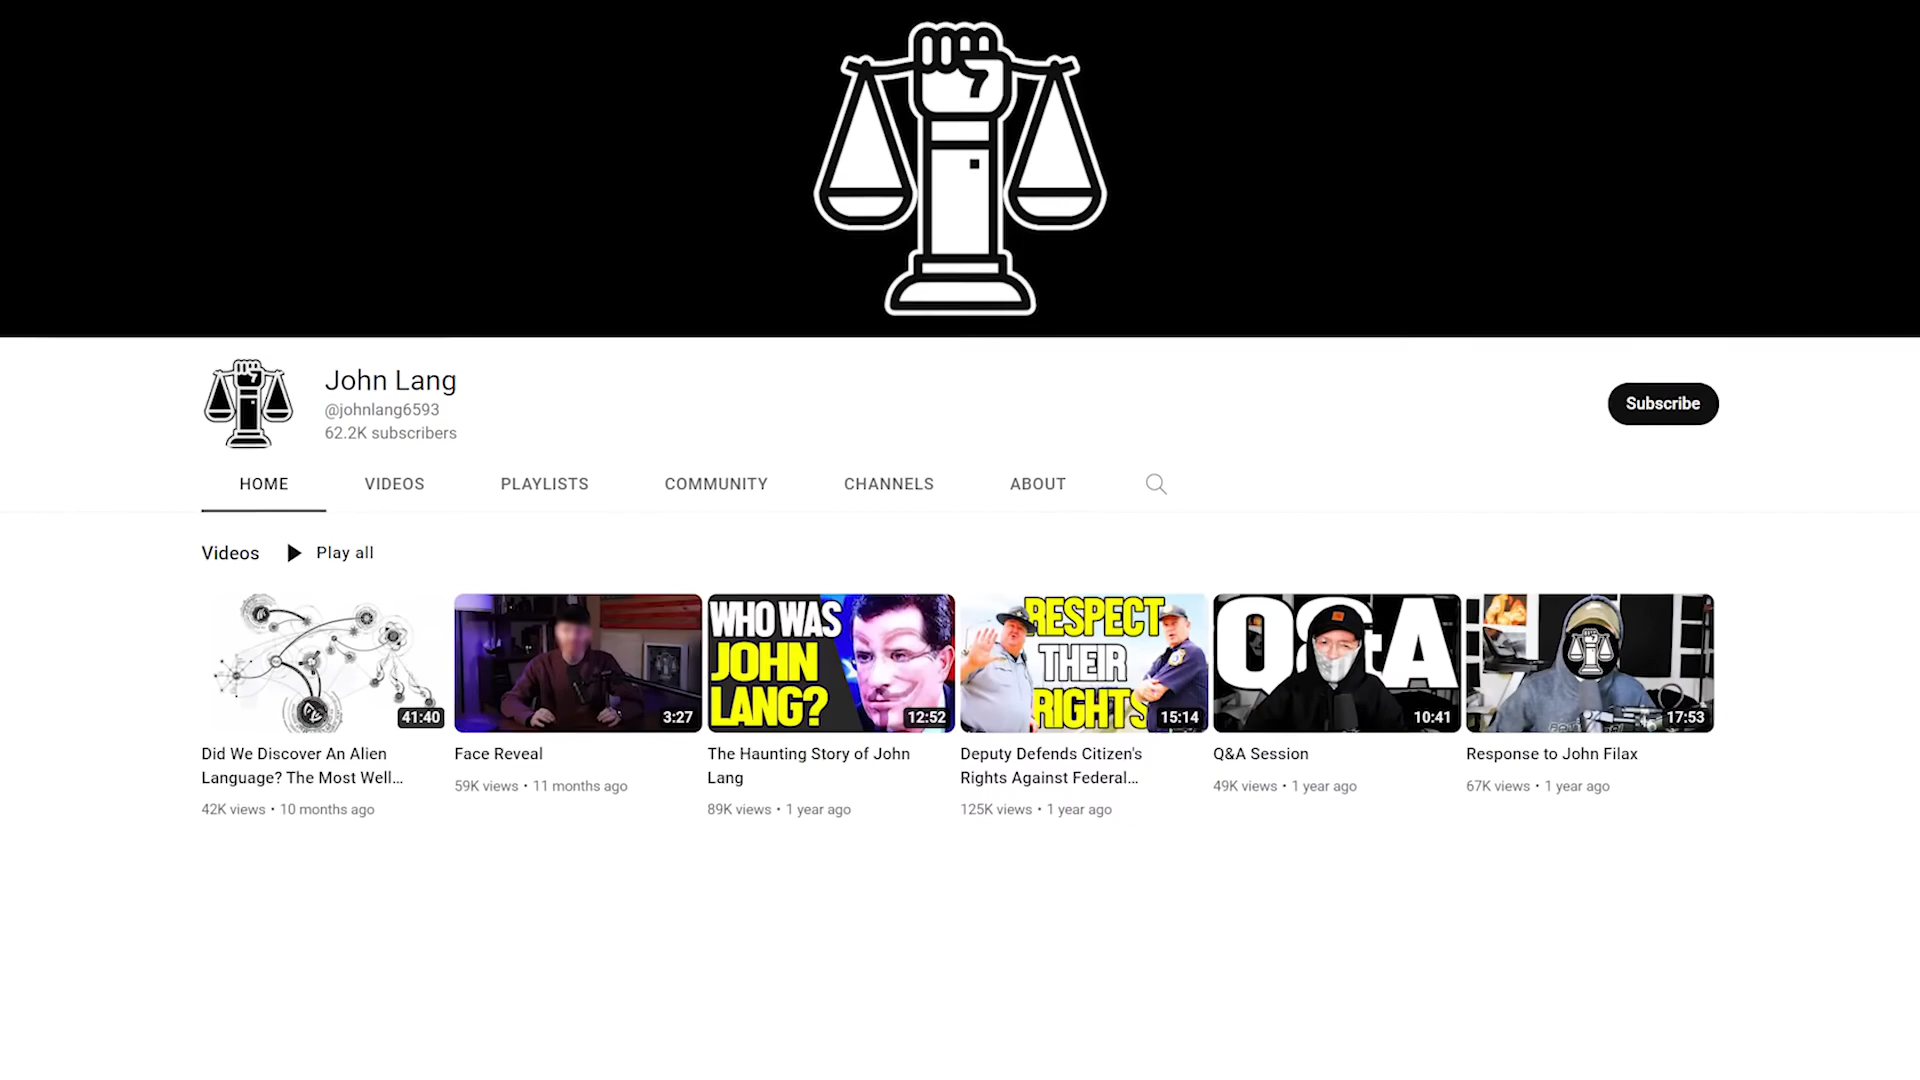 John Lang
@johnlang6593
62.2K subscribers
Subscribe
HOME
VIDEOS
PLAYLISTS
COMMUNITY
CHANNELS
ABOUT
Videos
Play all
41:40
Did We Discover An Alien
Language? The Most Well...
42K views • 10 months ago
3:27
Face Reveal
59K views • 11 months ago
WHO WAS
JOHN
LANG?
12:52
The Haunting Story of John
Lang
89K views • 1 year ago
RESPECT
THEIR
RIGHTS
15:14
Deputy Defends Citizen's
Rights Against Federal...
125K views • 1 year ago
Q&A
10:41
Q&A Session
49K views • 1 year ago
17:53
Response to John Filax
67K views • 1 year ago